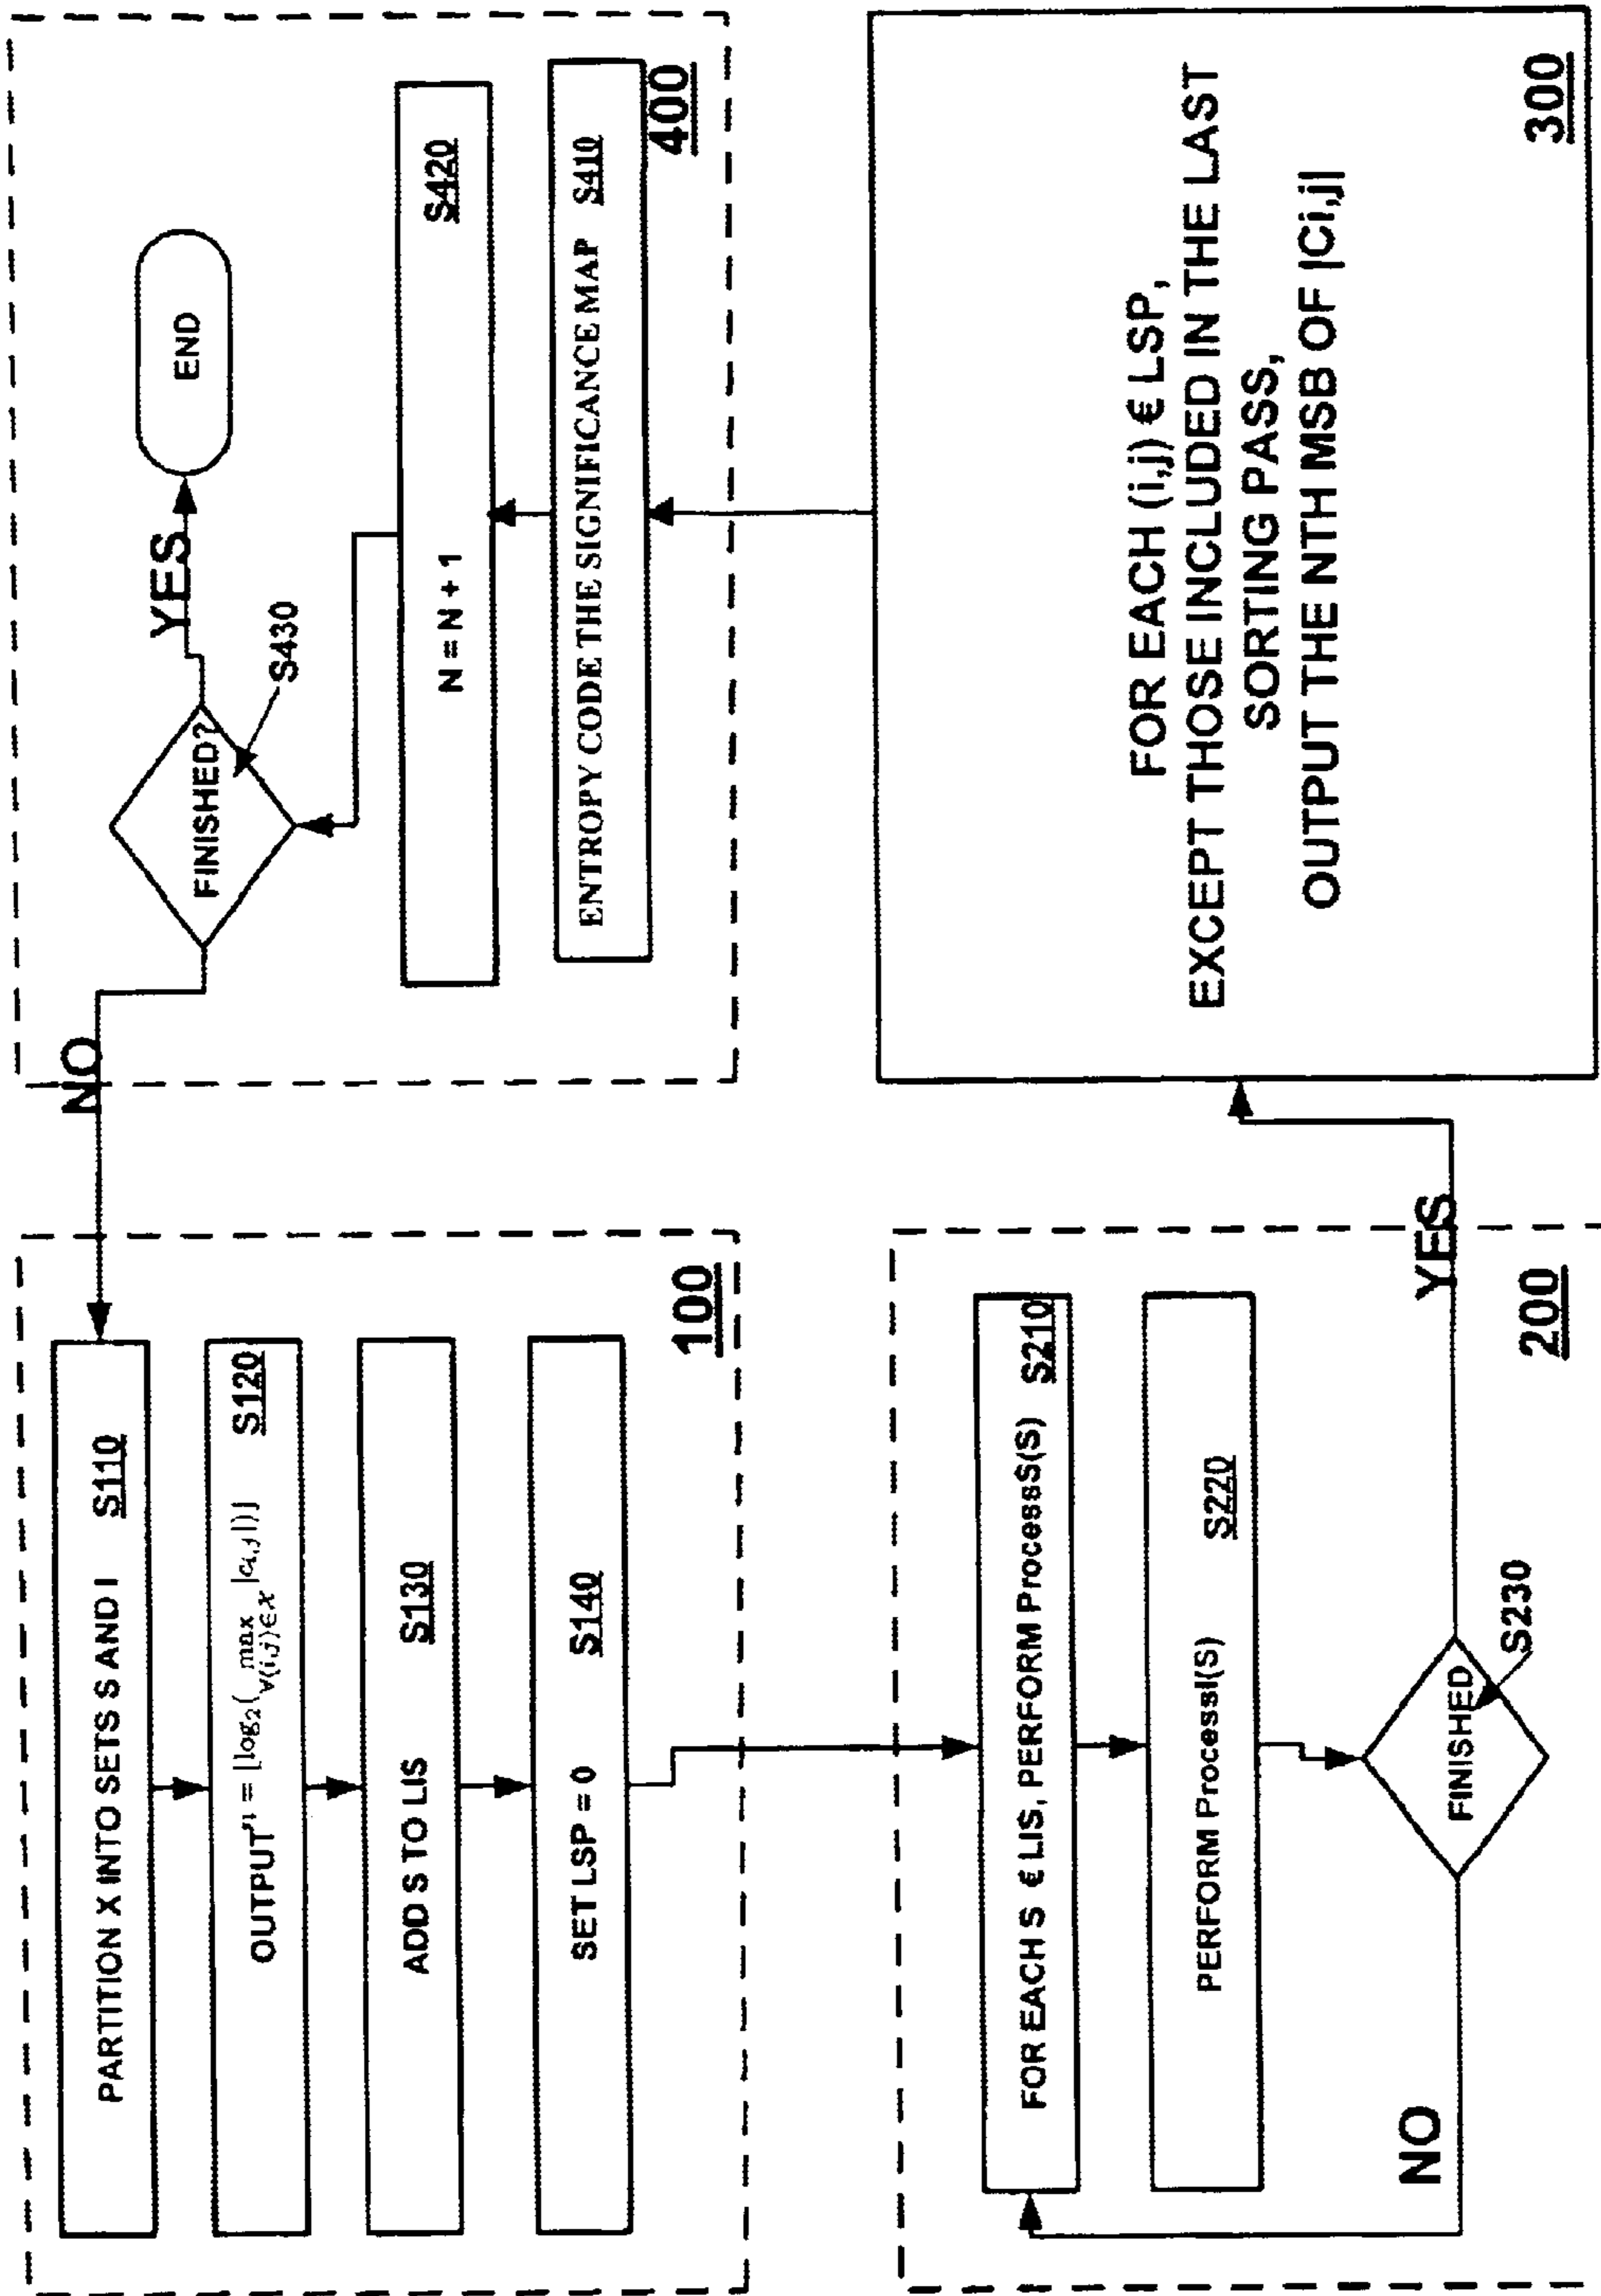 PARTITION X INTO SETS S AND I S110
OUTPUT n = ⌊log₂(max ∀(i,j)∈X |ci,j|)⌋ S120
ADD S TO LIS S130
SET LSP = 0 S140
100
FOR EACH S € LIS, PERFORM ProcessS(S) S210
PERFORM ProcessI(S) S220
FINISHED
S230
NO
YES
200
FOR EACH (i,j) € LSP,
EXCEPT THOSE INCLUDED IN THE LAST
SORTING PASS,
OUTPUT THE NTH MSB OF |Ci,j|
300
ENTROPY CODE THE SIGNIFICANCE MAP S410
N = N + 1 S420
FINISHED?
S430
YES
END
NO
400